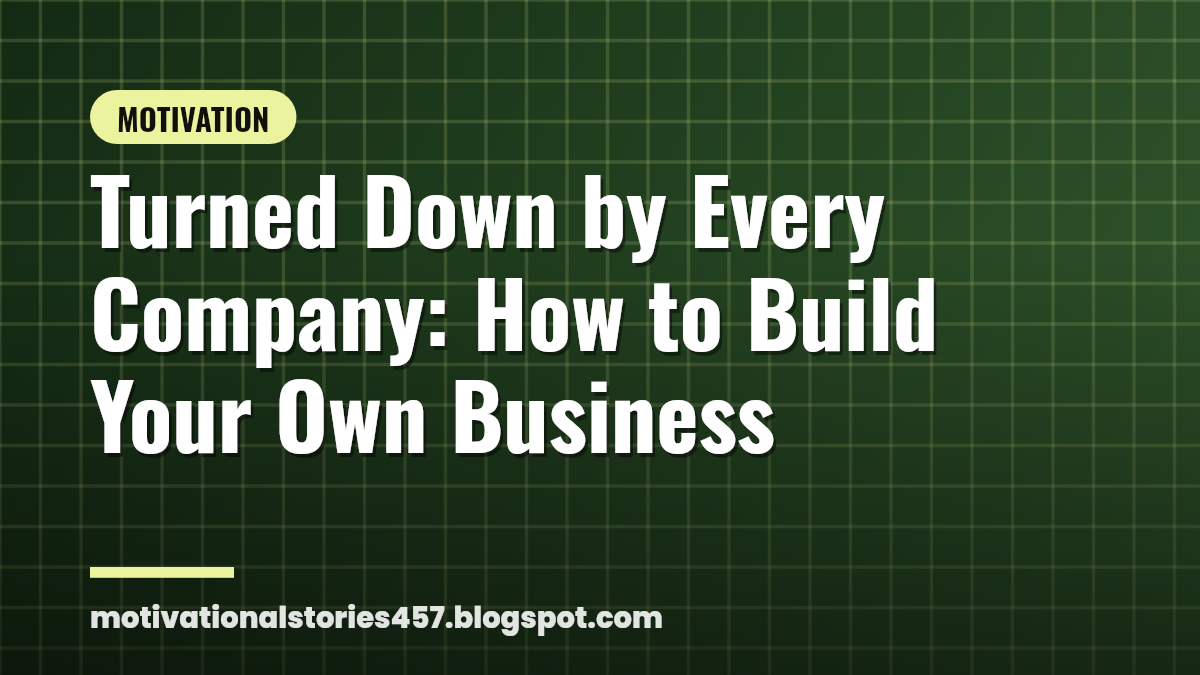 MOTIVATION
Turned Down by Every
Company: How to Build
Your Own Business
motivationalstories457.blogspot.com